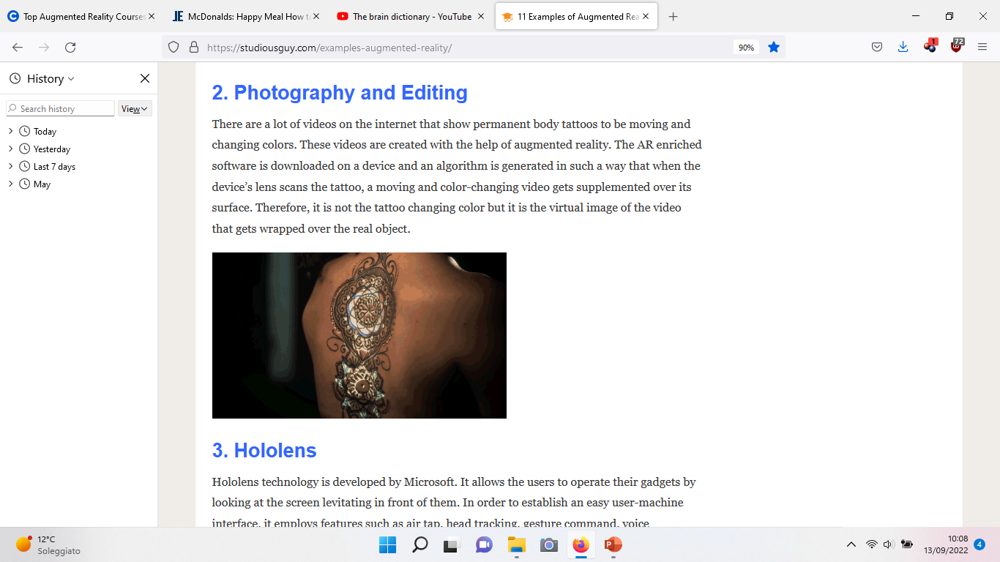 Top Augmented Reality Courses
McDonalds: Happy Meal How t
The brain dictionary - YouTube
11 Examples of Augmented Rea
https://studiousguy.com/examples-augmented-reality/
90%
1
72
History
Search history
View
Today
Yesterday
Last 7 days
May
2. Photography and Editing
There are a lot of videos on the internet that show permanent body tattoos to be moving and
changing colors. These videos are created with the help of augmented reality. The AR enriched
software is downloaded on a device and an algorithm is generated in such a way that when the
device’s lens scans the tattoo, a moving and color-changing video gets supplemented over its
surface. Therefore, it is not the tattoo changing color but it is the virtual image of the video
that gets wrapped over the real object.
3. Hololens
Hololens technology is developed by Microsoft. It allows the users to operate their gadgets by
looking at the screen levitating in front of them. In order to establish an easy user-machine
interface, it employs features such as air tap, head tracking, gesture command, voice
12°C
Soleggiato
10:08
13/09/2022
4